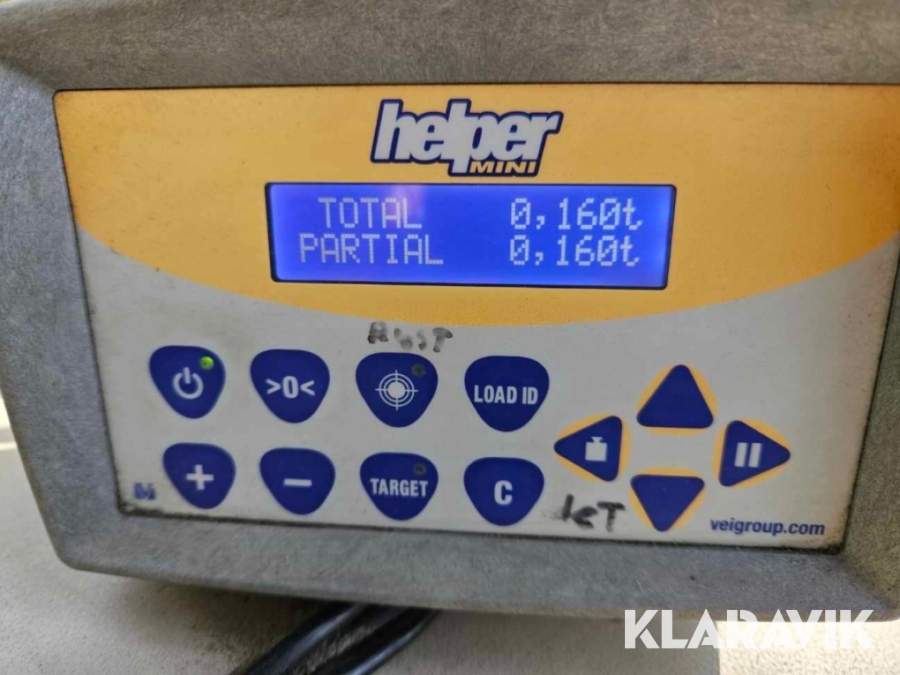 helper
MINI
TOTAL 0,160t
PARTIAL 0,160t
>0<
LOAD ID
+
-
TARGET
C
veigroup.com
KLARAVIK